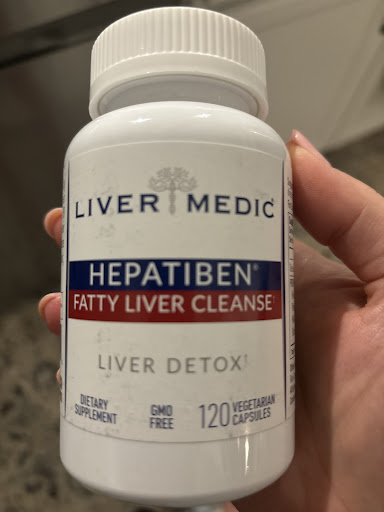 LIVER MEDIC®
HEPATIBEN®
FATTY LIVER CLEANSE†
LIVER DETOX†
DIETARY
SUPPLEMENT
GMO
FREE
120 VEGETARIAN
CAPSULES